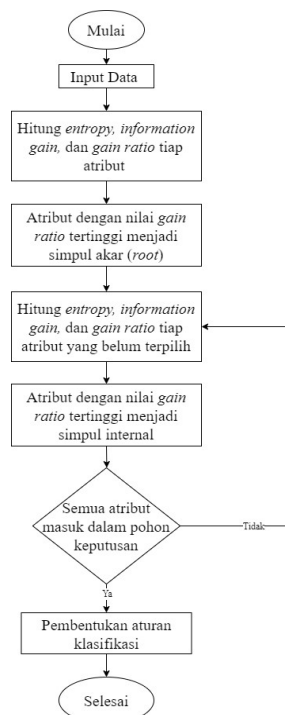 Mulai
Input Data
Hitung entropy, information
gain, dan gain ratio tiap
atribut
Atribut dengan nilai gain
ratio tertinggi menjadi
simpul akar (root)
Hitung entropy, information
gain, dan gain ratio tiap
atribut yang belum terpilih
Atribut dengan nilai gain
ratio tertinggi menjadi
simpul internal
Semua atribut
masuk dalam pohon
keputusan
Tidak
Ya
Pembentukan aturan
klasifikasi
Selesai